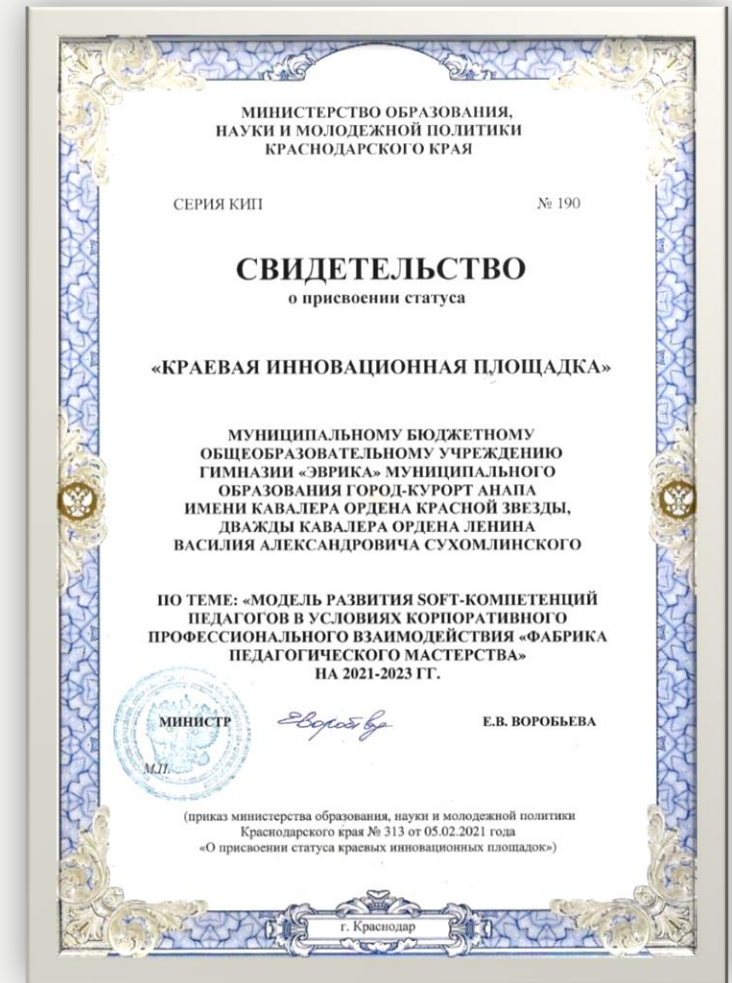 МИНИСТЕРСТВО ОБРАЗОВАНИЯ,
НАУКИ И МОЛОДЕЖНОЙ ПОЛИТИКИ
КРАСНОДАРСКОГО КРАЯ
СЕРИЯ КИП № 190
СВИДЕТЕЛЬСТВО
о присвоении статуса
«КРАЕВАЯ ИННОВАЦИОННАЯ ПЛОЩАДКА»
МУНИЦИПАЛЬНОМУ БЮДЖЕТНОМУ
ОБЩЕОБРАЗОВАТЕЛЬНОМУ УЧРЕЖДЕНИЮ
ГИМНАЗИИ «ЭВРИКА» МУНИЦИПАЛЬНОГО
ОБРАЗОВАНИЯ ГОРОД-КУРОРТ АНАПА
ИМЕНИ КАВАЛЕРА ОРДЕНА КРАСНОЙ ЗВЕЗДЫ,
ДВАЖДЫ КАВАЛЕРА ОРДЕНА ЛЕНИНА
ВАСИЛИЯ АЛЕКСАНДРОВИЧА СУХОМЛИНСКОГО
ПО ТЕМЕ: «МОДЕЛЬ РАЗВИТИЯ SOFT-КОМПЕТЕНЦИЙ
ПЕДАГОГОВ В УСЛОВИЯХ КОРПОРАТИВНОГО
ПРОФЕССИОНАЛЬНОГО ВЗАИМОДЕЙСТВИЯ «ФАБРИКА
ПЕДАГОГИЧЕСКОГО МАСТЕРСТВА»
НА 2021-2023 ГГ.
МИНИСТР Е.В. ВОРОБЬЕВА
М.П.
(приказ министерства образования, науки и молодежной политики
Краснодарского края № 313 от 05.02.2021 года
«О присвоении статуса краевых инновационных площадок»)
г. Краснодар